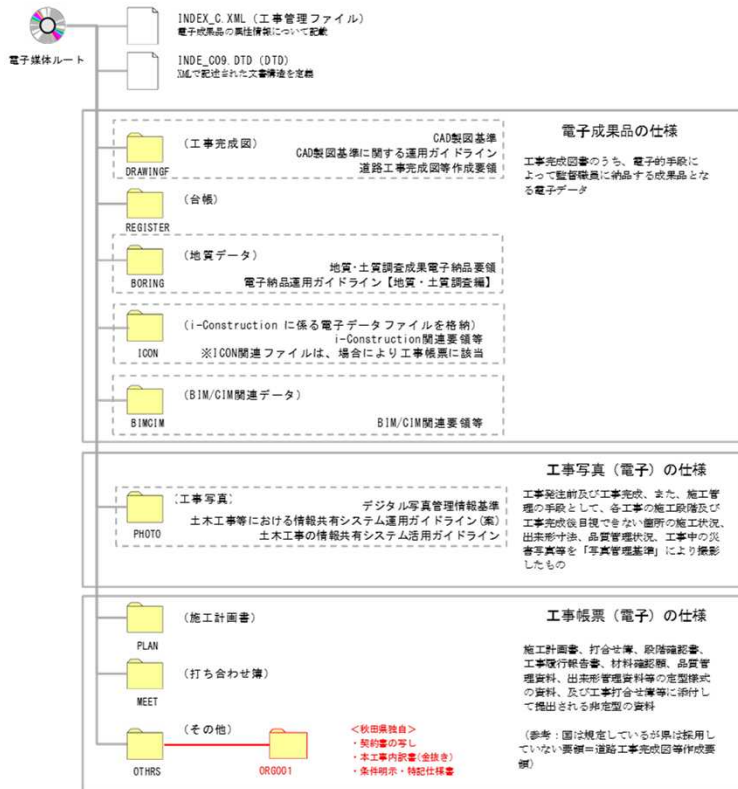 INDEX_C.XML (工事管理ファイル)
電子成果品の属性情報について記載
電子媒体ルート
INDE_C09.DTD (DTD)
XMLで記述された文書構造を定義
電子成果品の仕様
工事完成図書のうち、電子的手段に
よって監督職員に納品する成果品とな
る電子データ
(工事完成図)
CAD製図基準
CAD製図基準に関する運用ガイドライン
道路工事完成図等作成要領
DRAWINGF
(台帳)
REGISTER
(地質データ)
地質・土質調査成果電子納品要領
電子納品運用ガイドライン【地質・土質調査編】
BORING
(i-Construction に係る電子データファイルを格納)
i-Construction関連要領等
※ICON関連ファイルは、場合により工事帳票に該当
ICON
(BIM/CIM関連データ)
BIM/CIM関連要領等
BIMCIM
工事写真（電子）の仕様
工事発注前及び工事完成、また、施工管
理の手段として、各工事の施工段階及び
工事完成後目視できない箇所の施工状況、
出来形寸法、品質管理状況、工事中の災
害写真等を「写真管理基準」により撮影
したもの
(工事写真)
デジタル写真管理情報基準
土木工事等における情報共有システム運用ガイドライン(案)
土木工事の情報共有システム活用ガイドライン
PHOTO
工事帳票（電子）の仕様
施工計画書、打合せ簿、段階確認書、
工事履行報告書、材料確認願、品質管
理資料、出来形管理資料等の定型様式
の資料、及び工事打合せ簿等に添付し
て提出される非定型の資料
(参考：国は規定しているが県は採用し
ていない要領＝道路工事完成図等作成要
領)
(施工計画書)
PLAN
(打ち合わせ簿)
MEET
(その他)
OTHRS
ORG001
＜秋田県独自＞
・契約書の写し
・本工事内訳書(金抜き)
・条件明示・特記仕様書